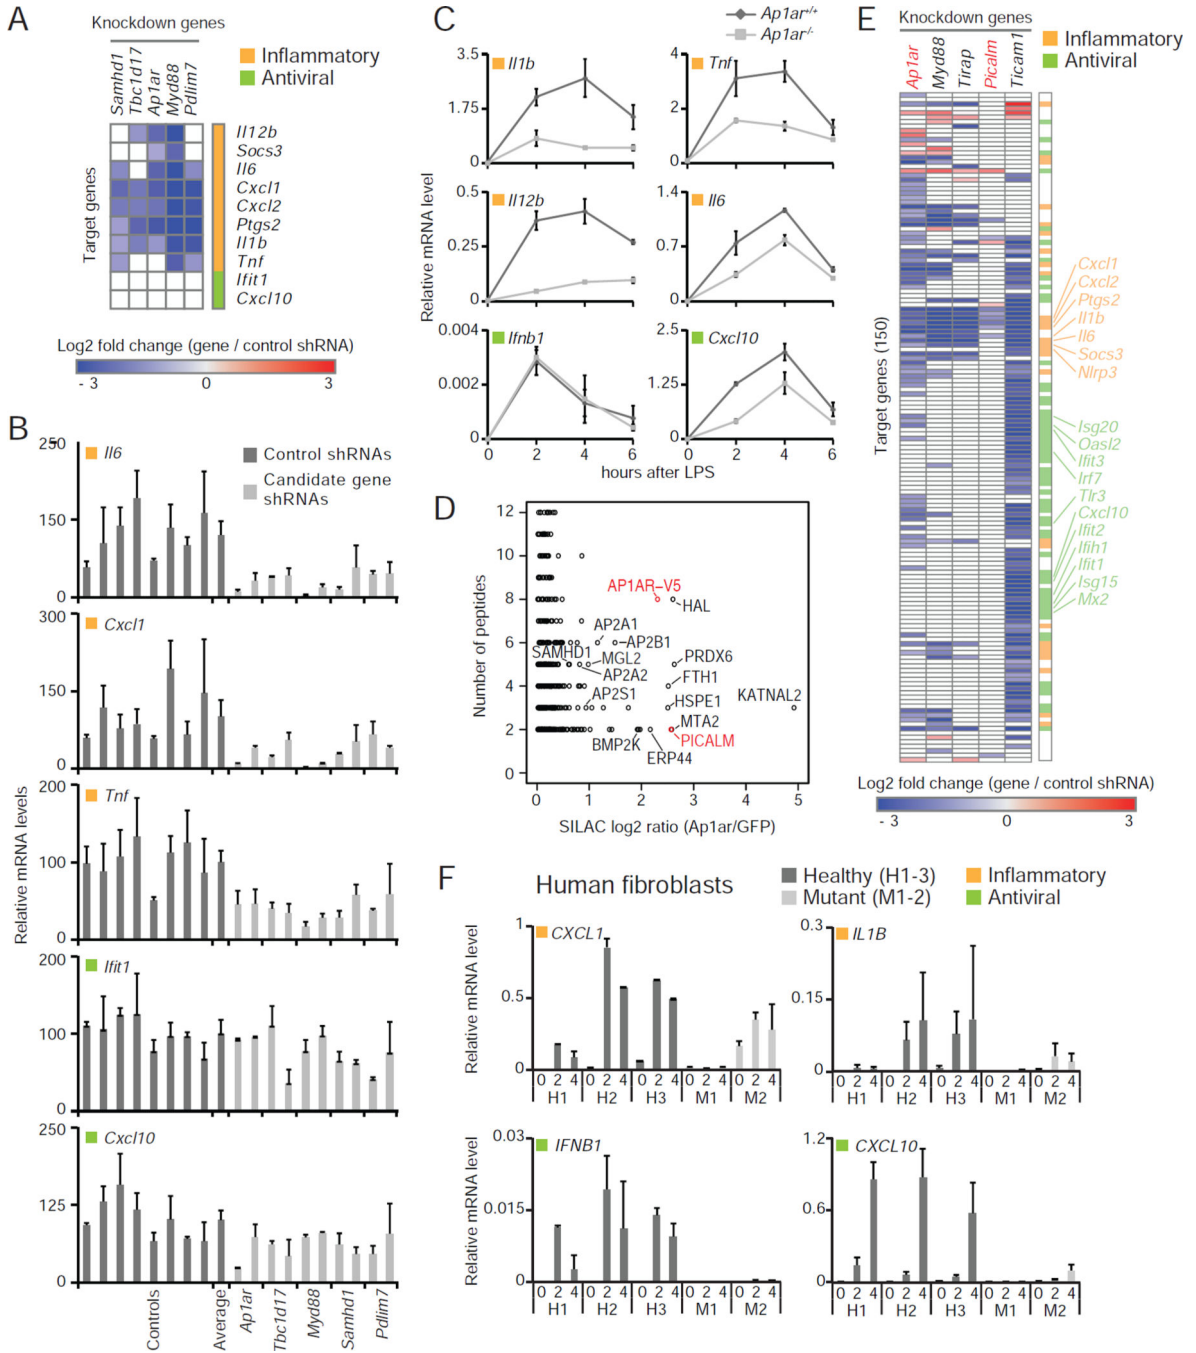 A
Knockdown genes
Samhd1
Tbc1d17
Ap1ar
Myd88
Pdlim7
Inflammatory
Antiviral
Target genes
Il12b
Socs3
Il6
Cxcl1
Cxcl2
Ptgs2
Il1b
Tnf
Ifit1
Cxcl10
Log2 fold change (gene / control shRNA)
- 3 0 3
B
Relative mRNA levels
Control shRNAs
Candidate gene
shRNAs
Il6
250
150
0
Cxcl1
300
150
0
Tnf
200
100
0
Ifit1
200
100
0
Cxcl10
250
125
0
Controls
Average
Ap1ar
Tbc1d17
Myd88
Samhd1
Pdlim7
C
Ap1ar+/+
Ap1ar-/-
Relative mRNA level
Il1b
3.5
1.75
0
Tnf
4
2
0
Il12b
0.5
0.25
0
Il6
1.4
0.7
0
Ifnb1
0.004
0.002
0
Cxcl10
2.5
1.25
0
0 2 4 6
0 2 4 6
hours after LPS
D
Number of peptides
12
10
8
6
4
2
0
AP1AR-V5
HAL
AP2A1
AP2B1
SAMHD1
MGL2
AP2A2
PRDX6
FTH1
AP2S1
HSPE1
KATNAL2
MTA2
BMP2K
PICALM
ERP44
0 1 2 3 4 5
SILAC log2 ratio (Ap1ar/GFP)
E
Knockdown genes
Ap1ar
Myd88
Tirap
Picalm
Ticam1
Inflammatory
Antiviral
Target genes (150)
Cxcl1
Cxcl2
Ptgs2
Il1b
Il6
Socs3
Nlrp3
Isg20
Oasl2
Ifit3
Irf7
Tlr3
Cxcl10
Ifit2
Ifih1
Ifit1
Isg15
Mx2
Log2 fold change (gene / control shRNA)
- 3 0 3
F
Human fibroblasts
Healthy (H1-3)
Mutant (M1-2)
Inflammatory
Antiviral
Relative mRNA level
CXCL1
1
0.5
0
0 2 4 0 2 4 0 2 4 0 2 4 0 2 4
H1 H2 H3 M1 M2
IL1B
0.3
0.15
0
0 2 4 0 2 4 0 2 4 0 2 4 0 2 4
H1 H2 H3 M1 M2
Relative mRNA level
IFNB1
0.03
0.015
0
0 2 4 0 2 4 0 2 4 0 2 4 0 2 4
H1 H2 H3 M1 M2
CXCL10
1.2
0.6
0
0 2 4 0 2 4 0 2 4 0 2 4 0 2 4
H1 H2 H3 M1 M2